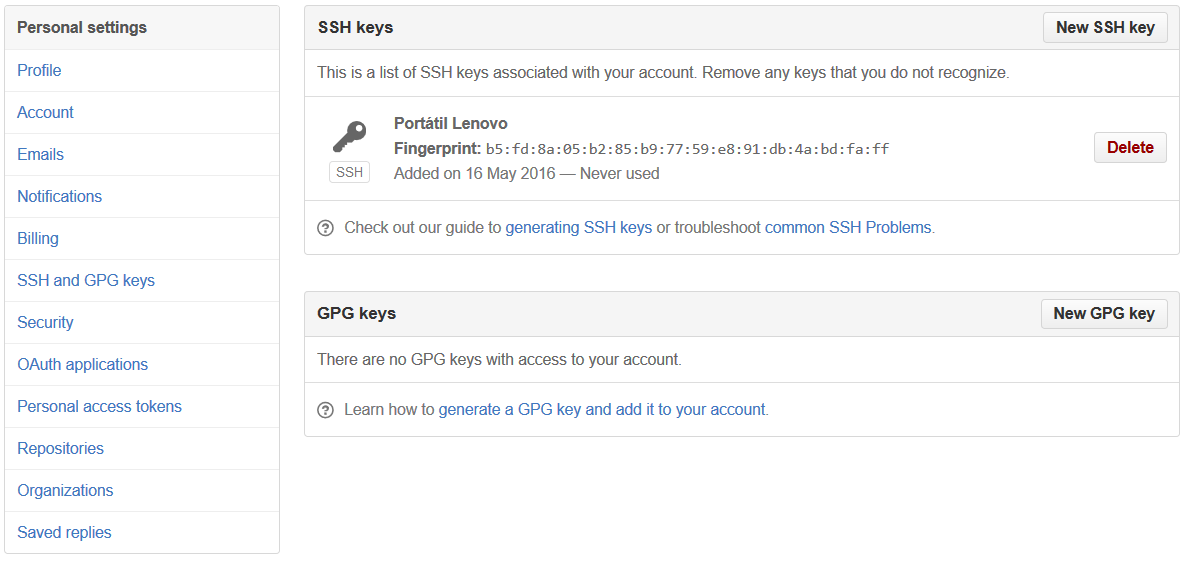 Personal settings
Profile
Account
Emails
Notifications
Billing
SSH and GPG keys
Security
OAuth applications
Personal access tokens
Repositories
Organizations
Saved replies
SSH keys
New SSH key
This is a list of SSH keys associated with your account. Remove any keys that you do not recognize.
Portátil Lenovo
Fingerprint: b5:fd:8a:05:b2:85:b9:77:59:e8:91:db:4a:bd:fa:ff
SSH
Added on 16 May 2016 — Never used
Delete
Check out our guide to generating SSH keys or troubleshoot common SSH Problems.
GPG keys
New GPG key
There are no GPG keys with access to your account.
Learn how to generate a GPG key and add it to your account.